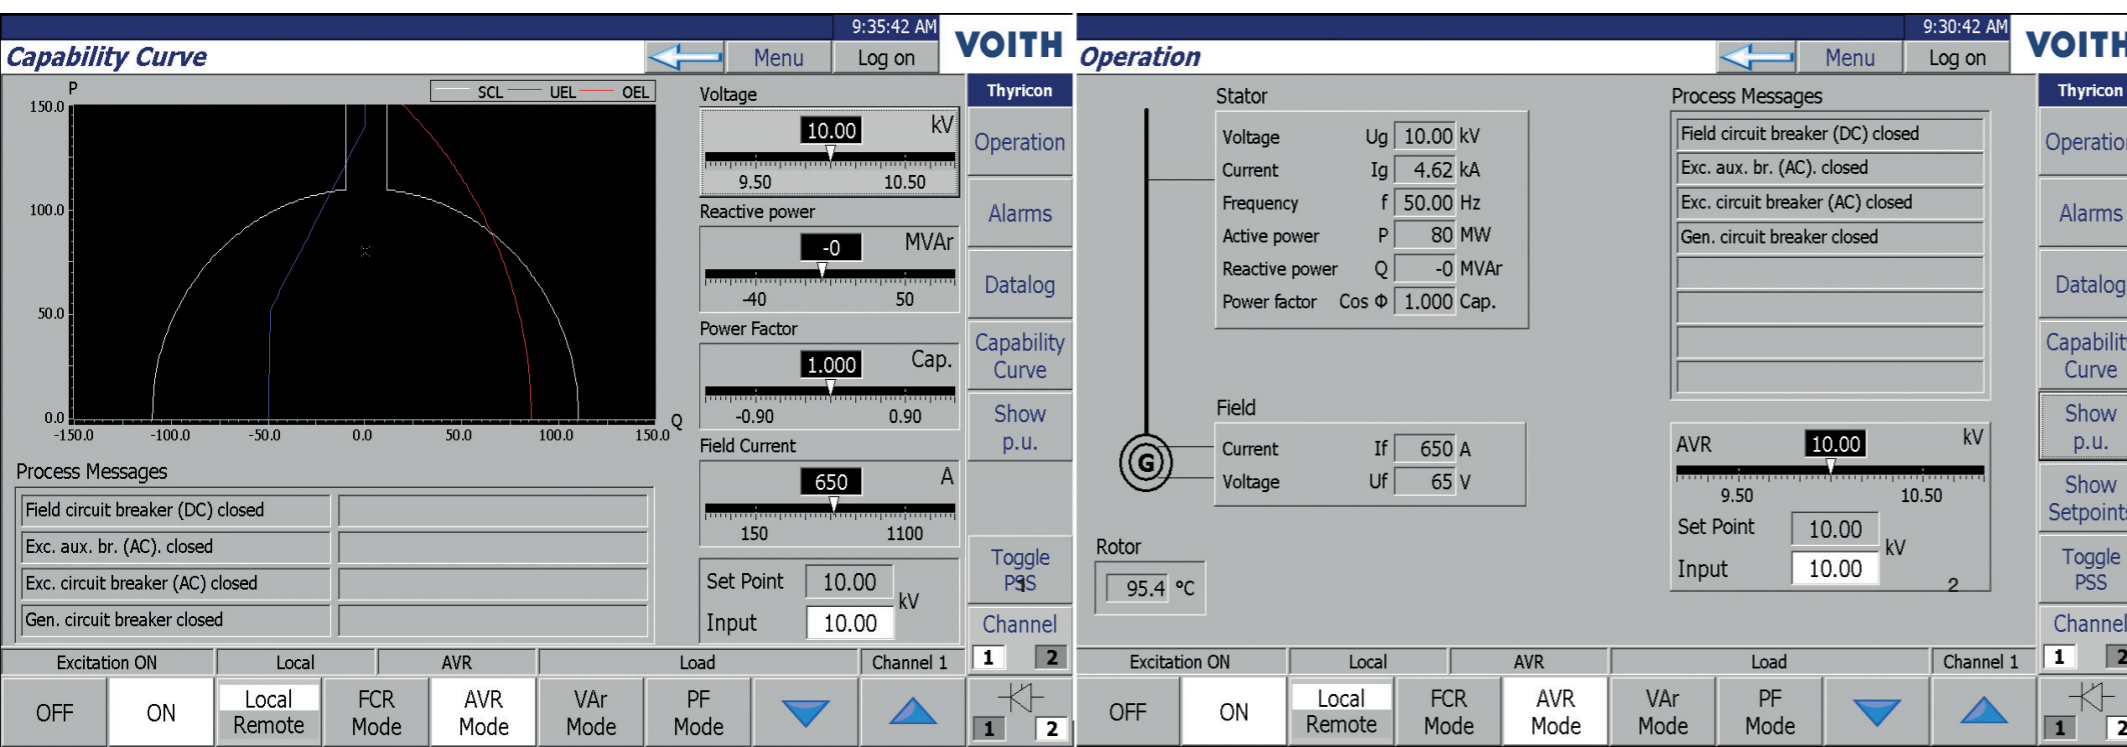 9:35:42 AM
Capability Curve
Menu
Log on
VOITH
P
150.0
100.0
50.0
0.0
SCL
UEL
OEL
-150.0
-100.0
-50.0
0.0
50.0
100.0
150.0
Q
Process Messages
Field circuit breaker (DC) closed
Exc. aux. br. (AC). closed
Exc. circuit breaker (AC) closed
Gen. circuit breaker closed
Voltage
10.00 kV
9.50 10.50
Reactive power
-0 MVAr
-40 50
Power Factor
1.000 Cap.
-0.90 0.90
Field Current
650 A
150 1100
Set Point 10.00
kV
Input 10.00
Thyricon
Operation
Alarms
Datalog
Capability
Curve
Show
p.u.
Toggle
PSS
1
Channel
1 2
Excitation ON
Local
AVR
Load
Channel 1
OFF
ON
Local
Remote
FCR
Mode
AVR
Mode
VAr
Mode
PF
Mode
1 2
9:30:42 AM
Operation
Menu
Log on
VOITH
Stator
Voltage Ug 10.00 kV
Current Ig 4.62 kA
Frequency f 50.00 Hz
Active power P 80 MW
Reactive power Q -0 MVAr
Power factor Cos Φ 1.000 Cap.
Field
Current If 650 A
Voltage Uf 65 V
G
Rotor
95.4 °C
Process Messages
Field circuit breaker (DC) closed
Exc. aux. br. (AC). closed
Exc. circuit breaker (AC) closed
Gen. circuit breaker closed
AVR 10.00 kV
9.50 10.50
Set Point 10.00
kV
Input 10.00
2
Thyricon
Operation
Alarms
Datalog
Capability
Curve
Show
p.u.
Show
Setpoints
Toggle
PSS
Channel
1 2
Excitation ON
Local
AVR
Load
Channel 1
OFF
ON
Local
Remote
FCR
Mode
AVR
Mode
VAr
Mode
PF
Mode
1 2